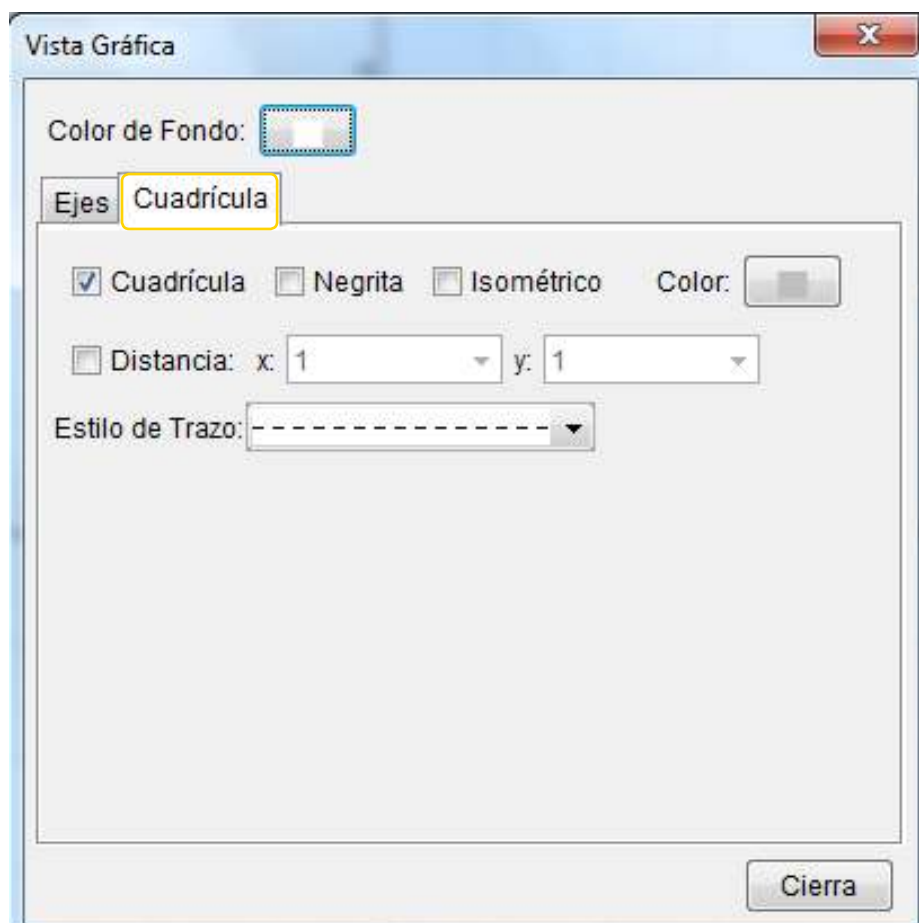 Vista Gráfica
Color de Fondo:
Ejes Cuadrícula
Cuadrícula Negrita Isométrico Color:
Distancia: x: 1 y: 1
Estilo de Trazo:
Cierra